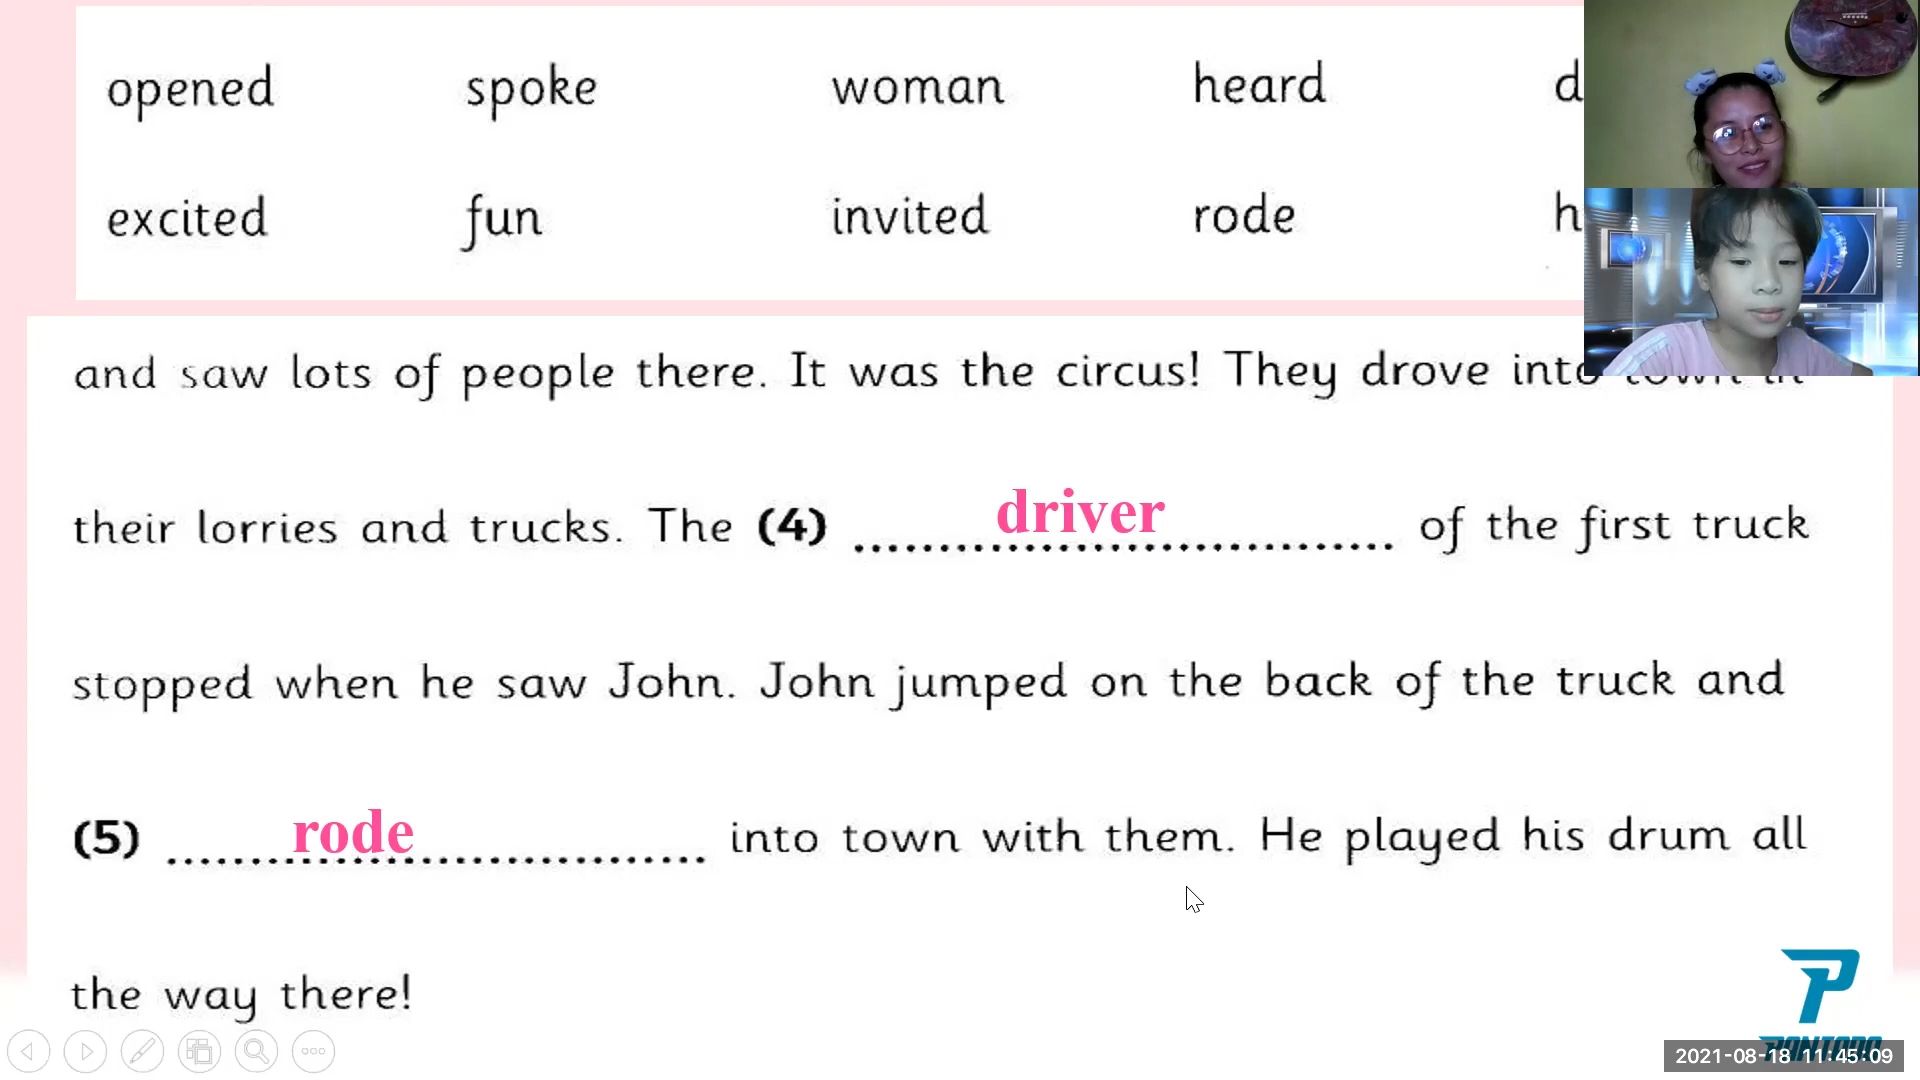 opened spoke woman heard
excited fun invited rode
and saw lots of people there. It was the circus! They drove into town in
their lorries and trucks. The (4) driver of the first truck
stopped when he saw John. John jumped on the back of the truck and
(5) rode into town with them. He played his drum all
the way there!
2021-08-18 11:45:09